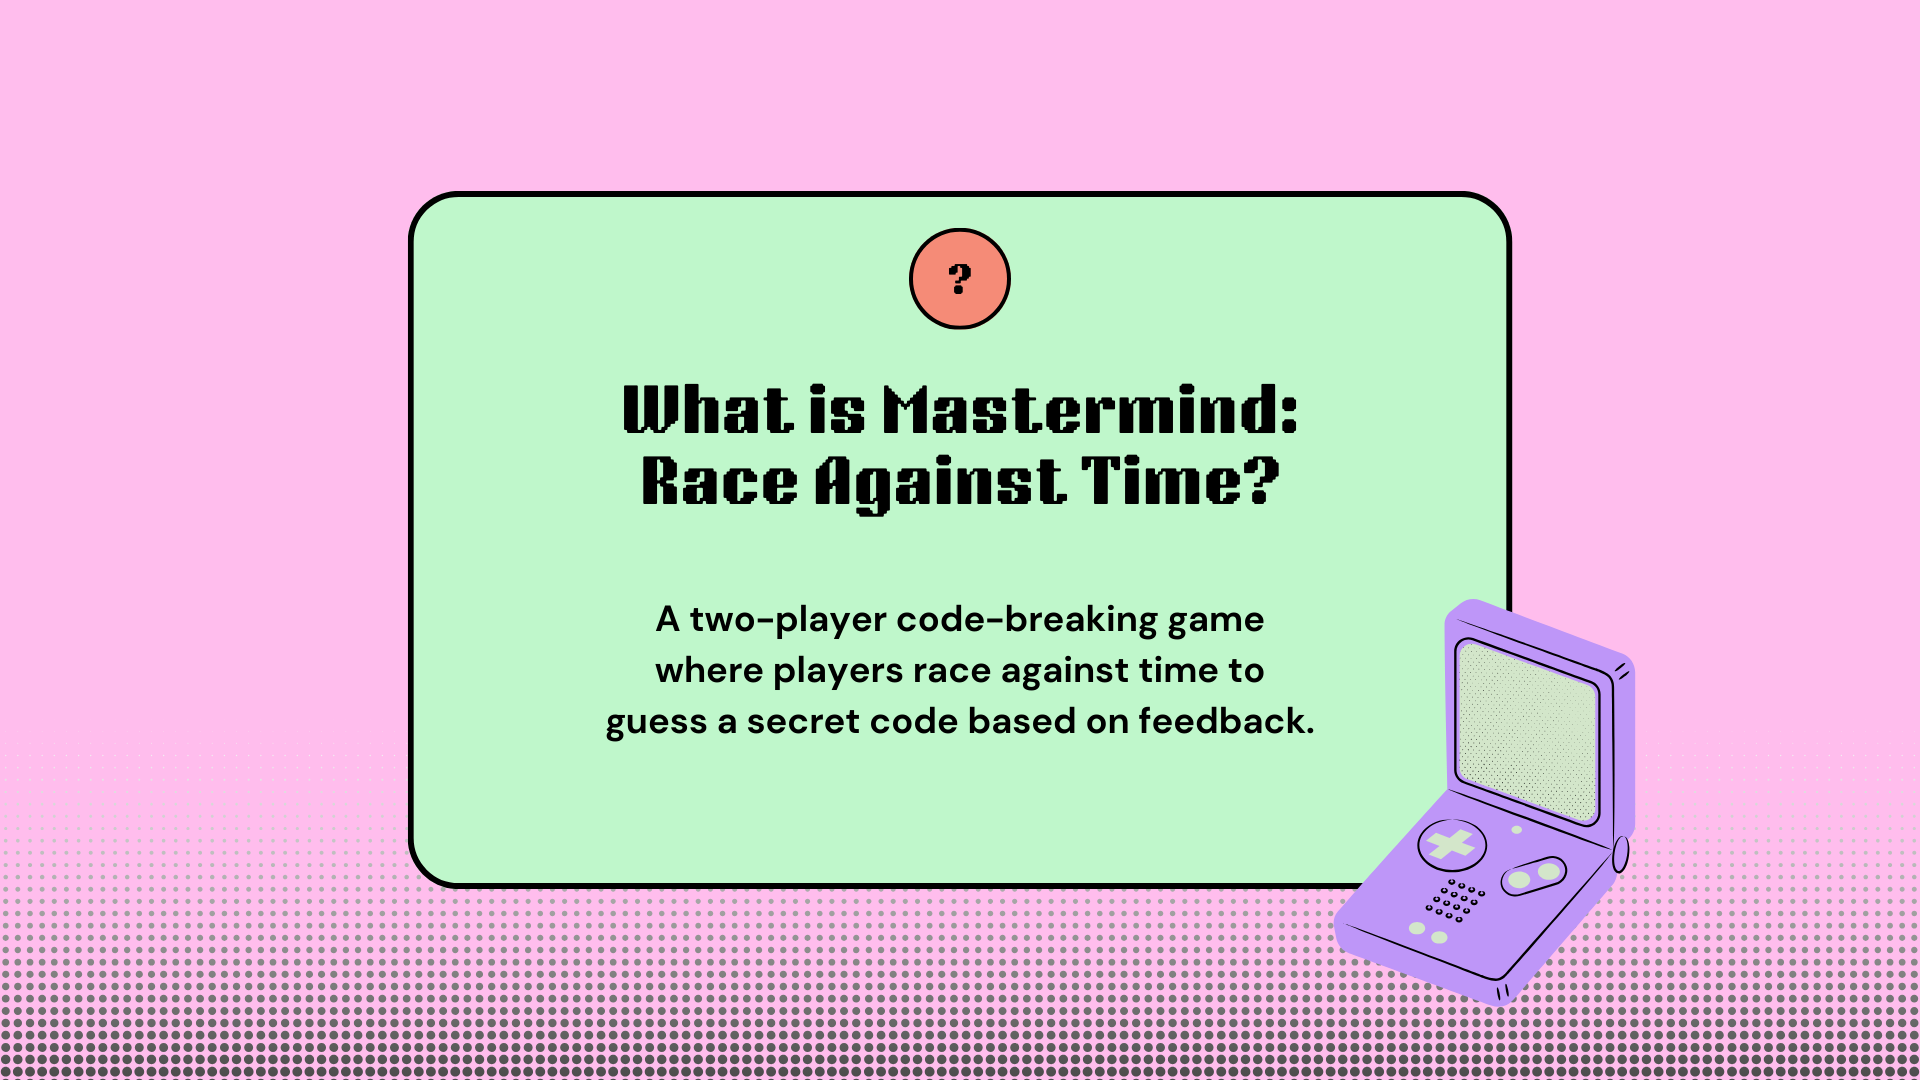 ?
What is Mastermind:
Race Against Time?
A two-player code-breaking game
where players race against time to
guess a secret code based on feedback.